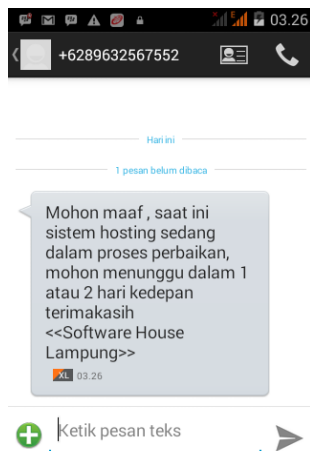 03.26
+6289632567552
Hari ini
1 pesan belum dibaca
Mohon maaf , saat ini
sistem hosting sedang
dalam proses perbaikan,
mohon menunggu dalam 1
atau 2 hari kedepan
terimakasih
<<Software House
Lampung>>
XL 03.26
Ketik pesan teks